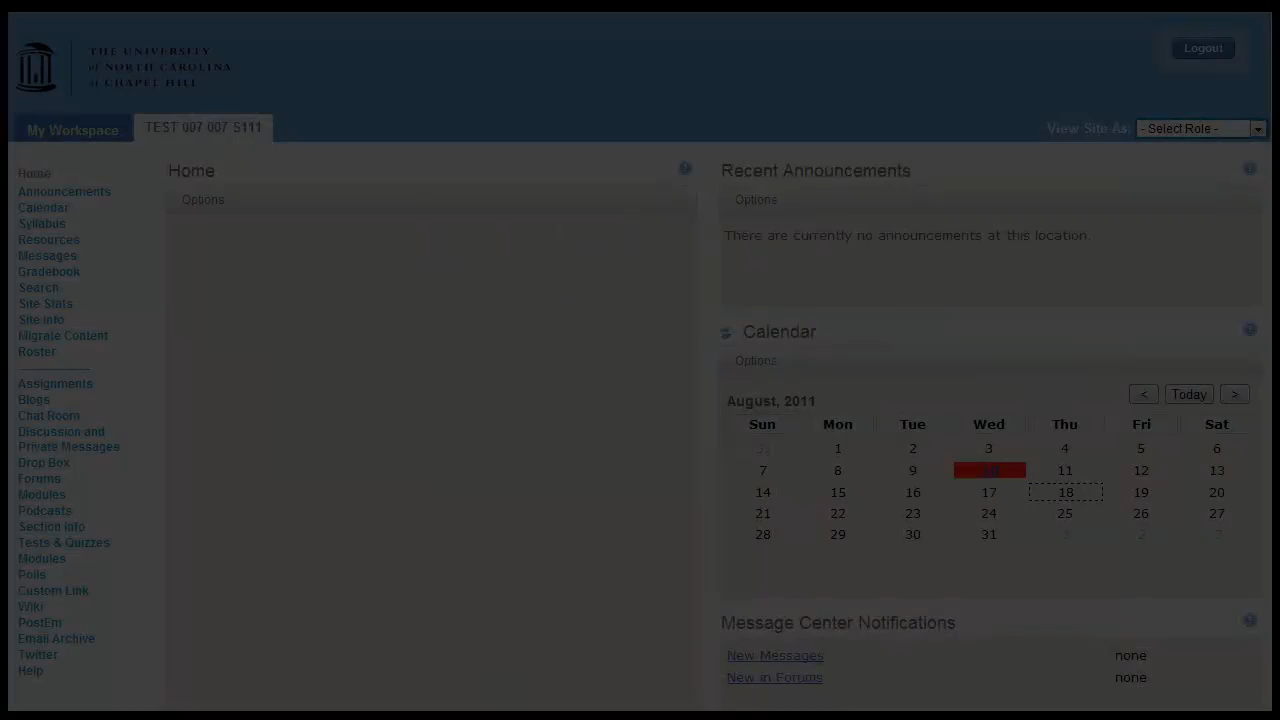 THE UNIVERSITY
of NORTH CAROLINA
at CHAPEL HILL
Logout
My Workspace
TEST 007 007 S111
View Site As:
- Select Role -
Home
Announcements
Calendar
Syllabus
Resources
Messages
Gradebook
Search
Site Stats
Site Info
Migrate Content
Roster
Assignments
Blogs
Chat Room
Discussion and
Private Messages
Drop Box
Forums
Modules
Podcasts
Section Info
Tests & Quizzes
Modules
Polls
Custom Link
Wiki
PostEm
Email Archive
Twitter
Help
Home
Options
Recent Announcements
Options
There are currently no announcements at this location.
Calendar
Options
August, 2011
< Today >
Sun Mon Tue Wed Thu Fri Sat
31 1 2 3 4 5 6
7 8 9 10 11 12 13
14 15 16 17 18 19 20
21 22 23 24 25 26 27
28 29 30 31 1 2 3
Message Center Notifications
New Messages none
New in Forums none